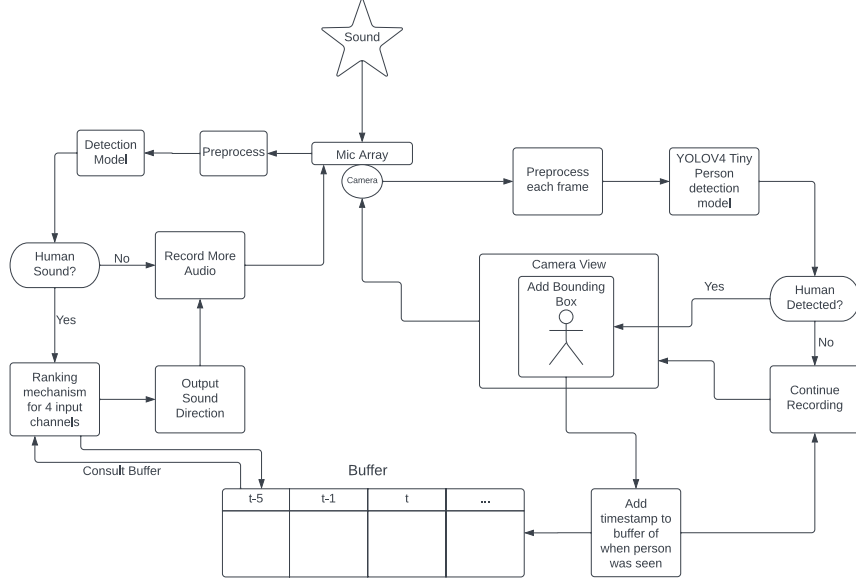 Sound
Mic Array
Camera
Preprocess
Detection
Model
Human
Sound?
No
Record More
Audio
Yes
Ranking
mechanism
for 4 input
channels
Output
Sound
Direction
Consult Buffer
Preprocess
each frame
YOLOV4 Tiny
Person
detection
model
Human
Detected?
Yes
No
Camera View
Add Bounding
Box
Continue
Recording
Add
timestamp to
buffer of
when person
was seen
Buffer
t-5
t-1
t
...